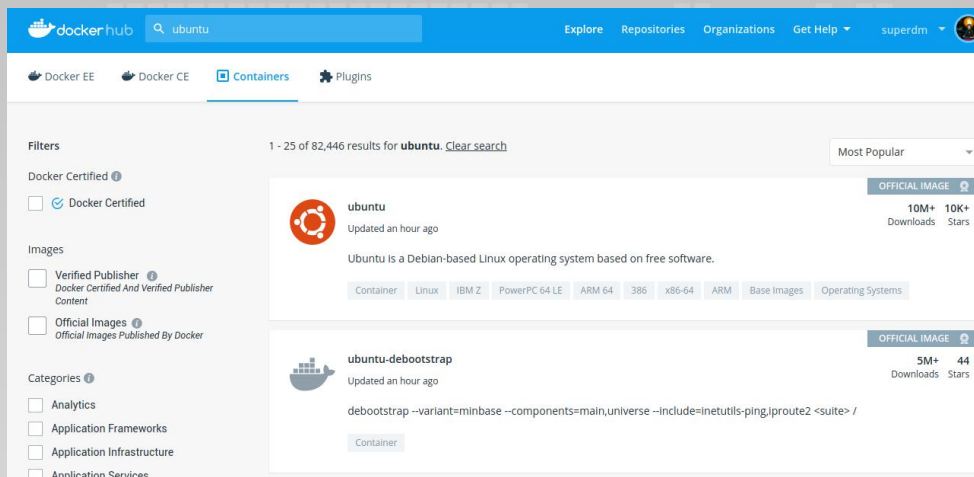 dockerhub ubuntu Explore Repositories Organizations Get Help superdm
Docker EE Docker CE Containers Plugins
Filters
1 - 25 of 82,446 results for ubuntu. Clear search
Most Popular
Docker Certified
Docker Certified
Images
Verified Publisher
Docker Certified And Verified Publisher
Content
Official Images
Official Images Published By Docker
Categories
Analytics
Application Frameworks
Application Infrastructure
Application Services
OFFICIAL IMAGE
ubuntu
10M+ 10K+
Downloads Stars
Updated an hour ago
Ubuntu is a Debian-based Linux operating system based on free software.
Container Linux IBM Z PowerPC 64 LE ARM 64 386 x86-64 ARM Base Images Operating Systems
OFFICIAL IMAGE
ubuntu-debootstrap
5M+ 44
Downloads Stars
Updated an hour ago
debootstrap --variant=minbase --components=main,universe --include=inetutils-ping,iproute2 <suite> /
Container